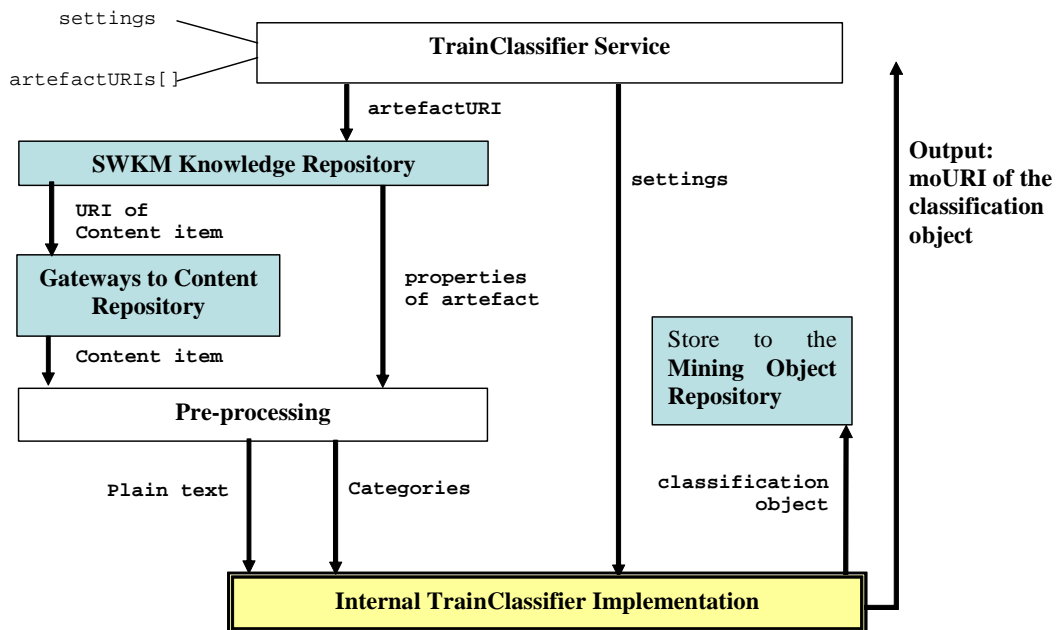 settings
TrainClassifier Service
artefactURIs[]
artefactURI
SWKM Knowledge Repository
URI of
Content item
Gateways to Content
Repository
properties
of artefact
Content item
Pre-processing
Plain text
Categories
settings
Store to the
Mining Object
Repository
classification
object
Output:
moURI of the
classification
object
Internal TrainClassifier Implementation